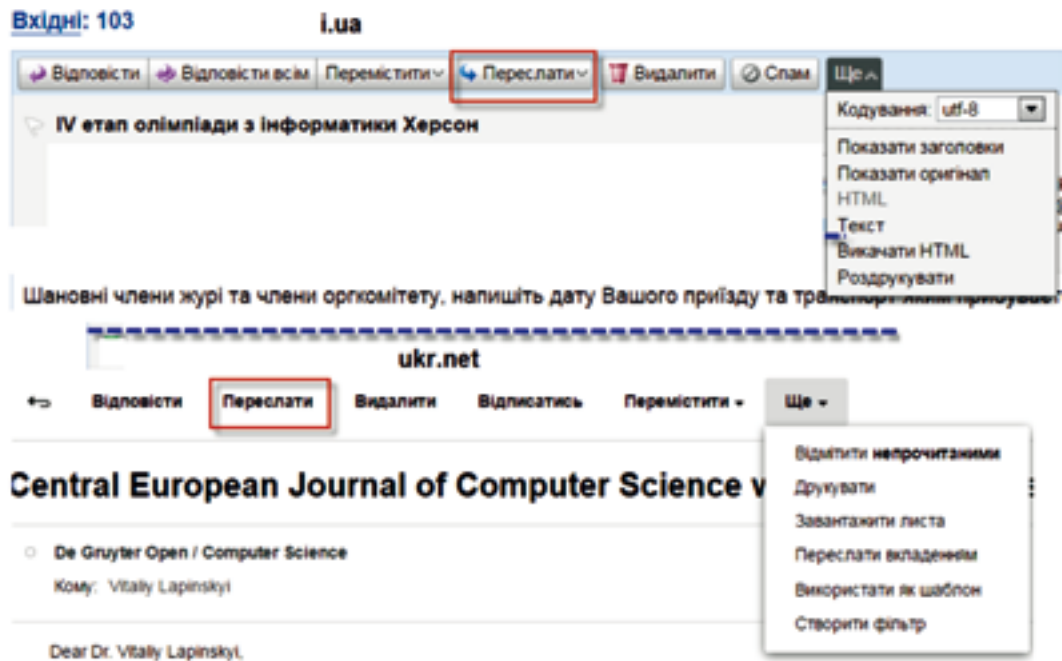 Вхідні: 103
i.ua
Відповісти Відповісти всім Перемістити Переслати Видалити Спам Ще
Кодування: utf-8
IV етап олімпіади з інформатики Херсон
Показати заголовки
Показати оригінал
HTML
Текст
Викачати HTML
Роздрукувати
Шановні члени журі та члени оргкомітету, напишіть дату Вашого приїзду та транспорт яким
ukr.net
Відповісти Переслати Видалити Відписатись Перемістити Ще
Відмітити непрочитаними
Central European Journal of Computer Science
Друкувати
Завантажити листа
De Gruyter Open / Computer Science
Переслати вкладенням
Кому: Vitaliy Lapinskyi
Використати як шаблон
Створити фільтр
Dear Dr. Vitaliy Lapinskyi,